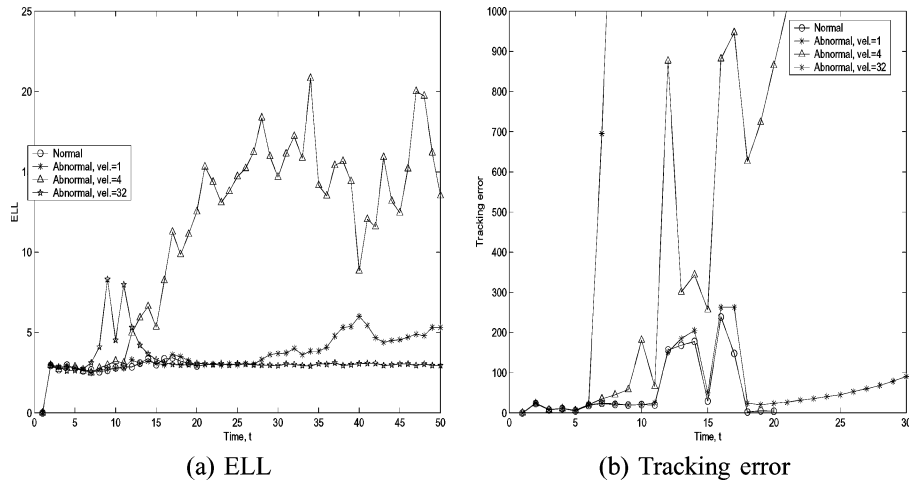 25
20
15
10
5
0
ELL
Normal
Abnormal, vel.=1
Abnormal, vel.=4
Abnormal, vel.=32
0 5 10 15 20 25 30 35 40 45 50
Time, t
(a) ELL
1000
900
800
700
600
500
400
300
200
100
0
Tracking error
Normal
Abnormal, vel.=1
Abnormal, vel.=4
Abnormal, vel.=32
0 5 10 15 20 25 30
Time, t
(b) Tracking error